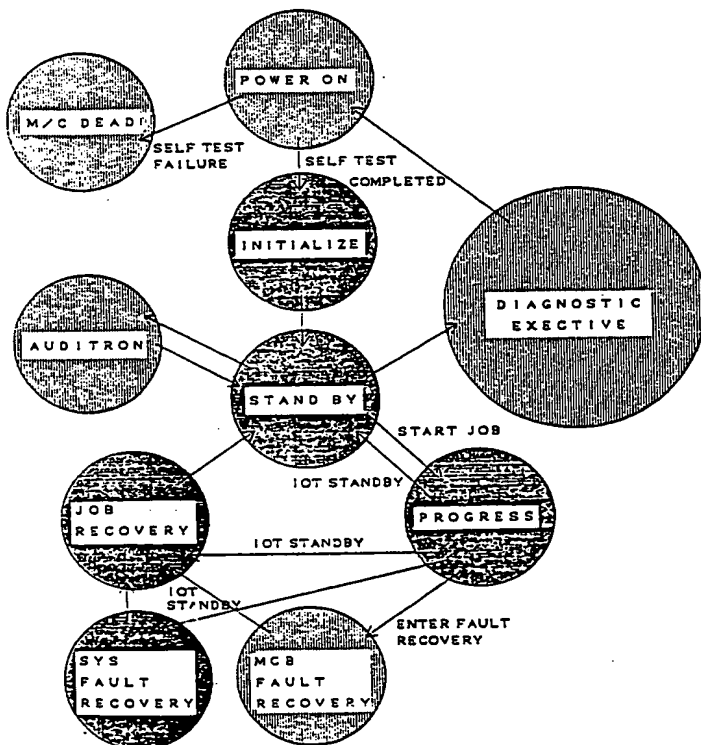 POWER ON
M/C DEAD
SELF TEST
FAILURE
SELF TEST
COMPLETED
INITIALIZE
DIAGNOSTIC
EXECTIVE
AUDITRON
STAND BY
START JOB
IOT STANDBY
JOB
RECOVERY
PROGRESS
IOT STANDBY
IOT
STANDBY
ENTER FAULT
RECOVERY
SYS
FAULT
RECOVERY
MCB
FAULT
RECOVERY